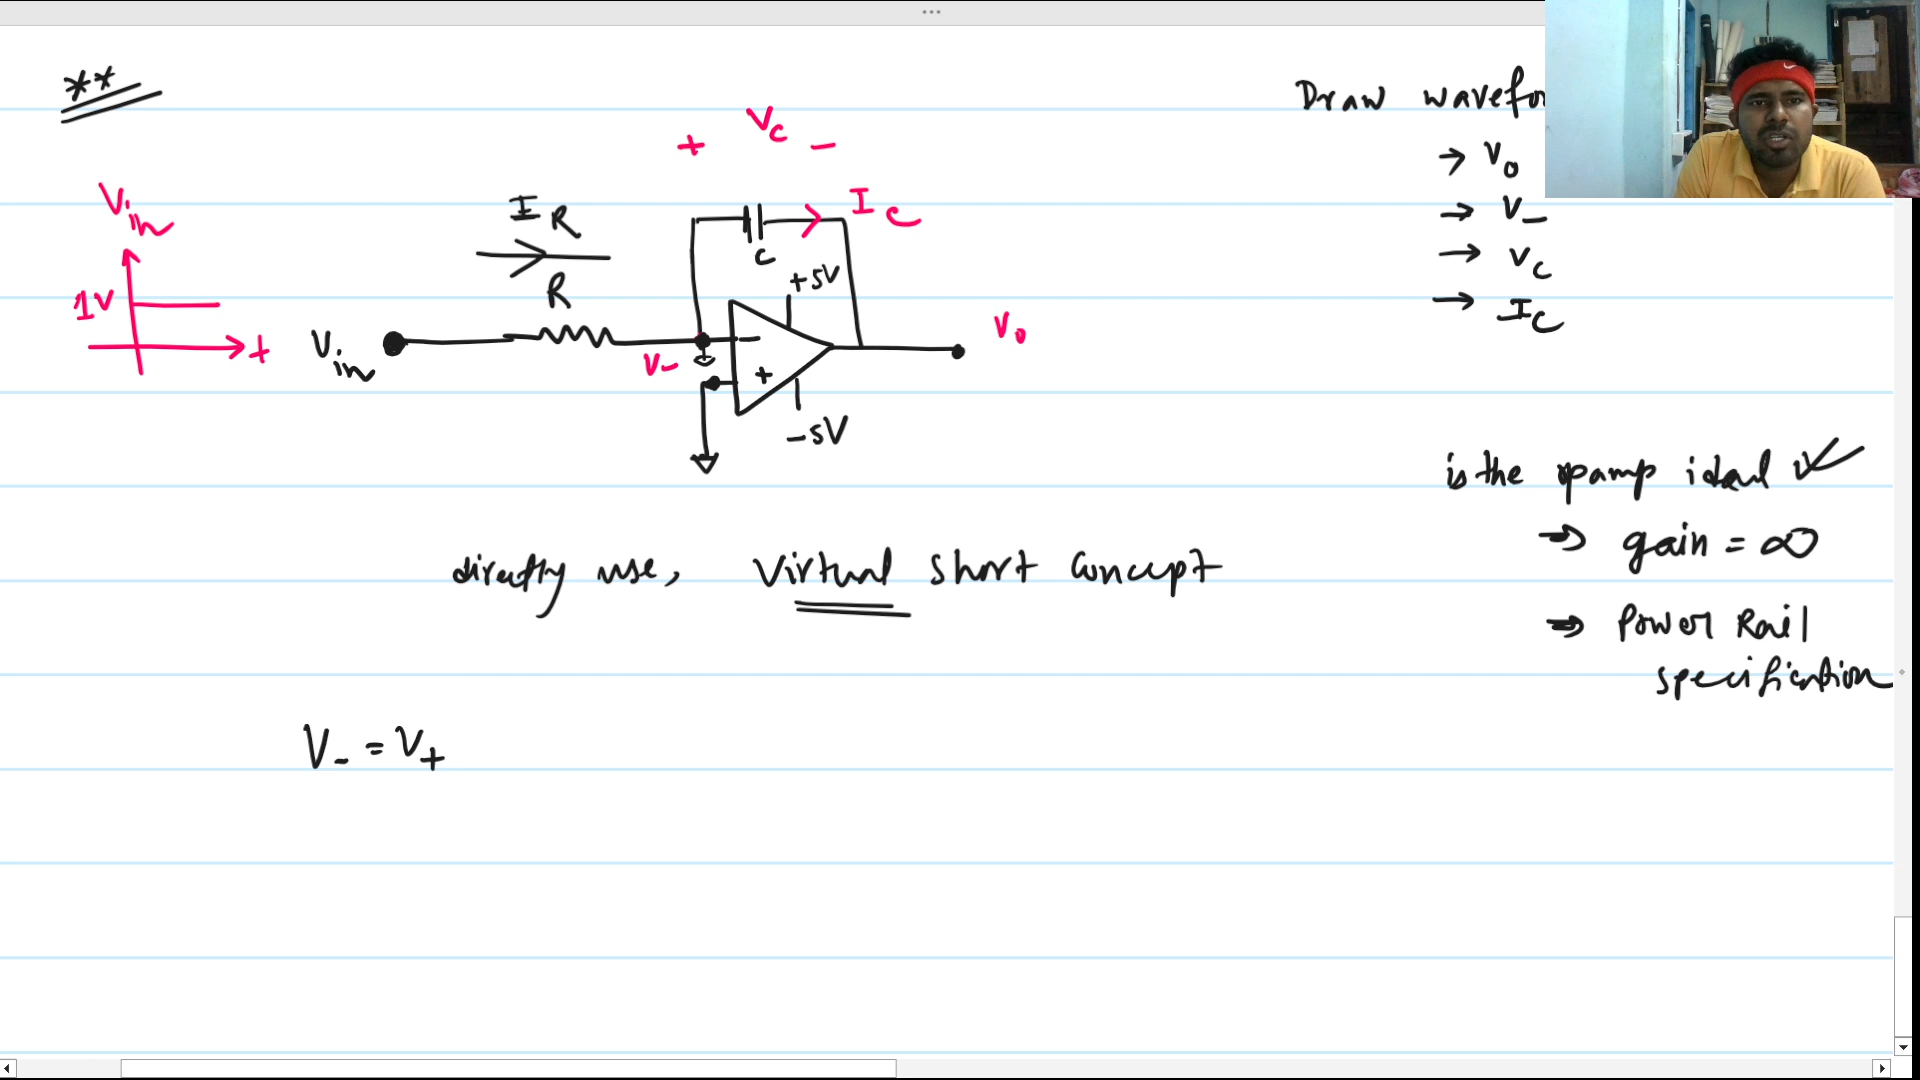 **
Draw wavefo
→ Vo
→ V-
→ Vc
→ Ic
+ Vc -
Vin
1V
t
IR
R
Ic
C
+5V
Vin
V-
-
+
-5V
Vo
is the opamp ideal ✓
⇒ gain = ∞
directly use, Virtual short Concept
⇒ Power Rail
specification
V- = V+